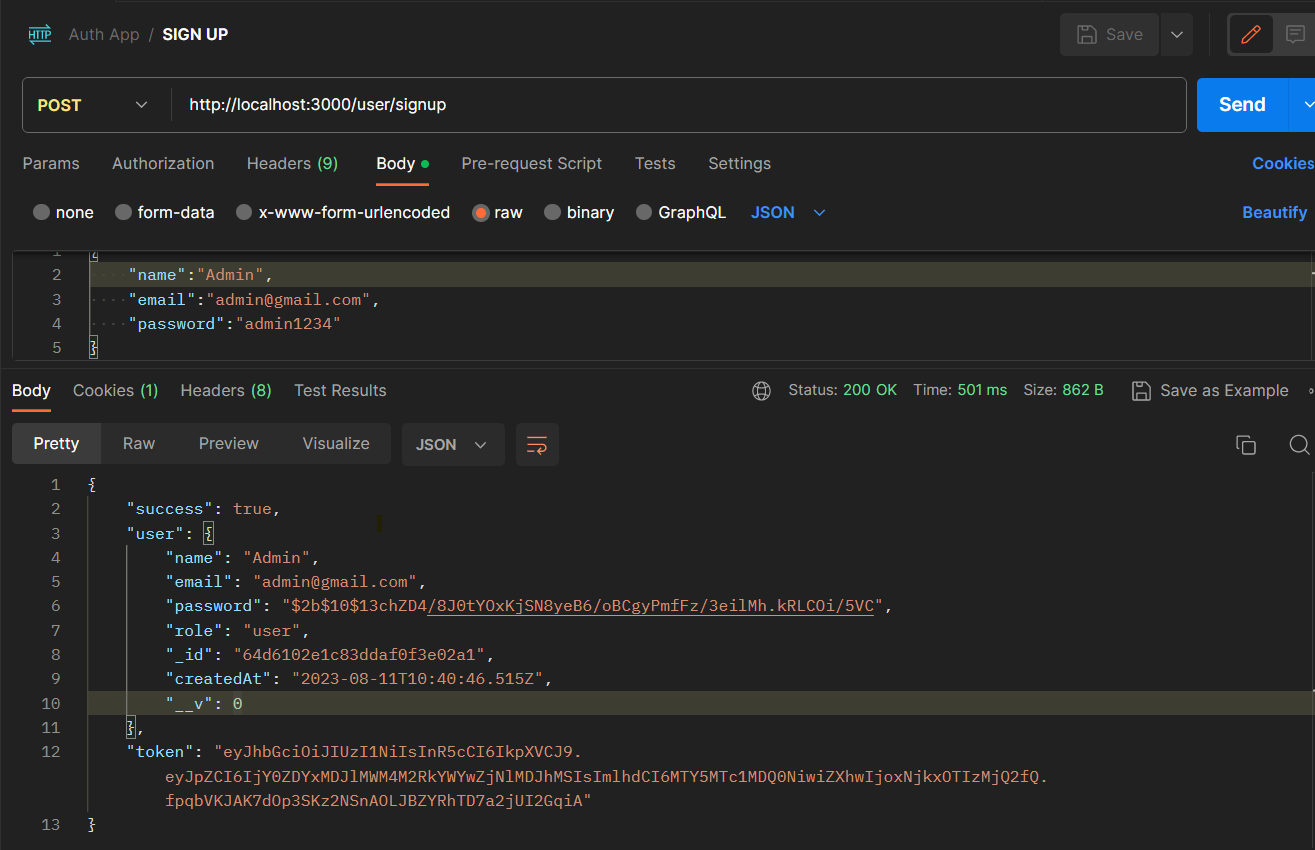 HTTP Auth App / SIGN UP Save
POST http://localhost:3000/user/signup Send
Params Authorization Headers (9) Body Pre-request Script Tests Settings Cookies
none form-data x-www-form-urlencoded raw binary GraphQL JSON Beautify
1 {
2 "name":"Admin",
3 "email":"admin@gmail.com",
4 "password":"admin1234"
5 }
Body Cookies (1) Headers (8) Test Results Status: 200 OK Time: 501 ms Size: 862 B Save as Example
Pretty Raw Preview Visualize JSON
1 {
2 "success": true,
3 "user": {
4 "name": "Admin",
5 "email": "admin@gmail.com",
6 "password": "$2b$10$13chZD4/8J0tYOxKjSN8yeB6/oBCgyPmfFz/3eilMh.kRLCOi/5VC",
7 "role": "user",
8 "_id": "64d6102e1c83ddaf0f3e02a1",
9 "createdAt": "2023-08-11T10:40:46.515Z",
10 "__v": 0
11 },
12 "token": "eyJhbGciOiJIUzI1NiIsInR5cCI6IkpXVCJ9.
eyJpZCI6IjY0ZDYxMDJlMWM4M2RkYWYwZjNlMDJhMSIsImlhdCI6MTY5MTc1MDQ0NiwiZXhwIjoxNjkxOTIzMjQ2fQ.
fpqbVKJAK7dOp3SKz2NSnAOLJBZYRhTD7a2jUI2GqiA"
13 }